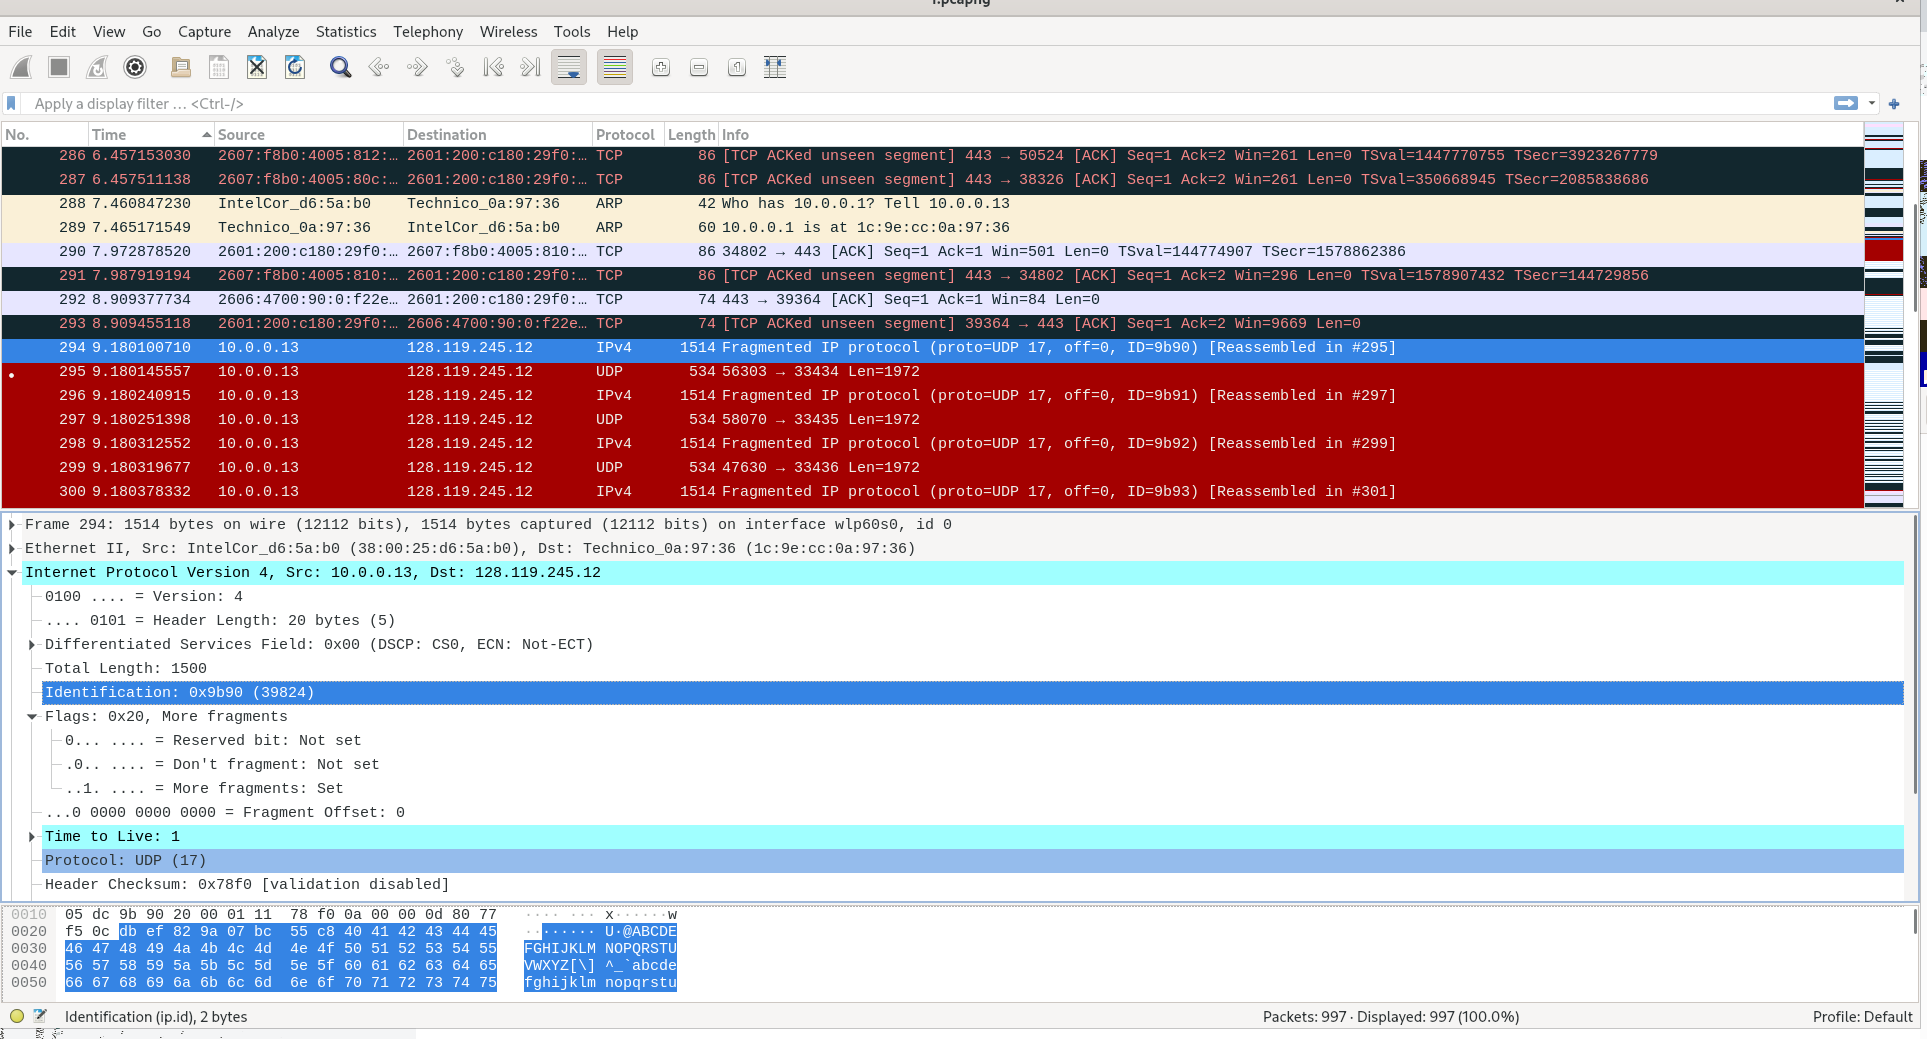 File Edit View Go Capture Analyze Statistics Telephony Wireless Tools Help
Apply a display filter … <Ctrl-/>
No. Time Source Destination Protocol Length Info
286 6.457153030 2607:f8b0:4005:812:… 2601:200:c180:29f0:… TCP 86 [TCP ACKed unseen segment] 443 → 50524 [ACK] Seq=1 Ack=2 Win=261 Len=0 TSval=1447770755 TSecr=3923267779
287 6.457511138 2607:f8b0:4005:80c:… 2601:200:c180:29f0:… TCP 86 [TCP ACKed unseen segment] 443 → 38326 [ACK] Seq=1 Ack=2 Win=261 Len=0 TSval=350668945 TSecr=2085838686
288 7.460847230 IntelCor_d6:5a:b0 Technico_0a:97:36 ARP 42 Who has 10.0.0.1? Tell 10.0.0.13
289 7.465171549 Technico_0a:97:36 IntelCor_d6:5a:b0 ARP 60 10.0.0.1 is at 1c:9e:cc:0a:97:36
290 7.972878520 2601:200:c180:29f0:… 2607:f8b0:4005:810:… TCP 86 34802 → 443 [ACK] Seq=1 Ack=1 Win=501 Len=0 TSval=144774907 TSecr=1578862386
291 7.987919194 2607:f8b0:4005:810:… 2601:200:c180:29f0:… TCP 86 [TCP ACKed unseen segment] 443 → 34802 [ACK] Seq=1 Ack=2 Win=296 Len=0 TSval=1578907432 TSecr=144729856
292 8.909377734 2606:4700:90:0:f22e… 2601:200:c180:29f0:… TCP 74 443 → 39364 [ACK] Seq=1 Ack=1 Win=84 Len=0
293 8.909455118 2601:200:c180:29f0:… 2606:4700:90:0:f22e… TCP 74 [TCP ACKed unseen segment] 39364 → 443 [ACK] Seq=1 Ack=2 Win=9669 Len=0
294 9.180100710 10.0.0.13 128.119.245.12 IPv4 1514 Fragmented IP protocol (proto=UDP 17, off=0, ID=9b90) [Reassembled in #295]
295 9.180145557 10.0.0.13 128.119.245.12 UDP 534 56303 → 33434 Len=1972
296 9.180240915 10.0.0.13 128.119.245.12 IPv4 1514 Fragmented IP protocol (proto=UDP 17, off=0, ID=9b91) [Reassembled in #297]
297 9.180251398 10.0.0.13 128.119.245.12 UDP 534 58070 → 33435 Len=1972
298 9.180312552 10.0.0.13 128.119.245.12 IPv4 1514 Fragmented IP protocol (proto=UDP 17, off=0, ID=9b92) [Reassembled in #299]
299 9.180319677 10.0.0.13 128.119.245.12 UDP 534 47630 → 33436 Len=1972
300 9.180378332 10.0.0.13 128.119.245.12 IPv4 1514 Fragmented IP protocol (proto=UDP 17, off=0, ID=9b93) [Reassembled in #301]
Frame 294: 1514 bytes on wire (12112 bits), 1514 bytes captured (12112 bits) on interface wlp60s0, id 0
Ethernet II, Src: IntelCor_d6:5a:b0 (38:00:25:d6:5a:b0), Dst: Technico_0a:97:36 (1c:9e:cc:0a:97:36)
Internet Protocol Version 4, Src: 10.0.0.13, Dst: 128.119.245.12
0100 .... = Version: 4
.... 0101 = Header Length: 20 bytes (5)
Differentiated Services Field: 0x00 (DSCP: CS0, ECN: Not-ECT)
Total Length: 1500
Identification: 0x9b90 (39824)
Flags: 0x20, More fragments
0... .... = Reserved bit: Not set
.0.. .... = Don't fragment: Not set
..1. .... = More fragments: Set
...0 0000 0000 0000 = Fragment Offset: 0
Time to Live: 1
Protocol: UDP (17)
Header Checksum: 0x78f0 [validation disabled]
0010 05 dc 9b 90 20 00 01 11 78 f0 0a 00 00 0d 80 77 ···· ··· x······w
0020 f5 0c db ef 82 9a 07 bc 55 c8 40 41 42 43 44 45 ········ U·@ABCDE
0030 46 47 48 49 4a 4b 4c 4d 4e 4f 50 51 52 53 54 55 FGHIJKLM NOPQRSTU
0040 56 57 58 59 5a 5b 5c 5d 5e 5f 60 61 62 63 64 65 VWXYZ[\] ^_`abcde
0050 66 67 68 69 6a 6b 6c 6d 6e 6f 70 71 72 73 74 75 fghijklm nopqrstu
Identification (ip.id), 2 bytes Packets: 997 · Displayed: 997 (100.0%) Profile: Default